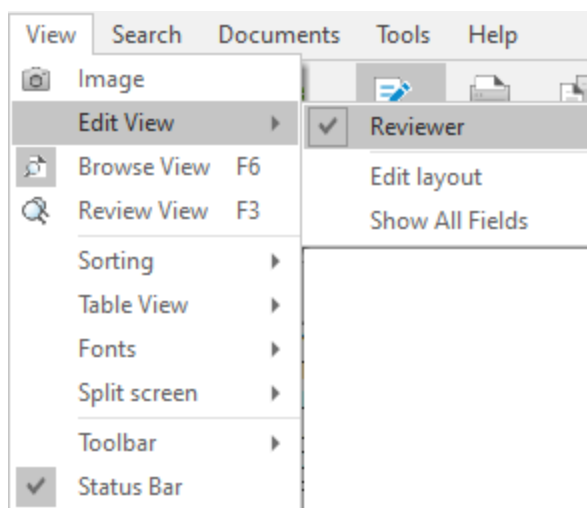 View Search Documents Tools Help
Image
Edit View
Reviewer
Browse View F6
Edit layout
Review View F3
Show All Fields
Sorting
Table View
Fonts
Split screen
Toolbar
Status Bar